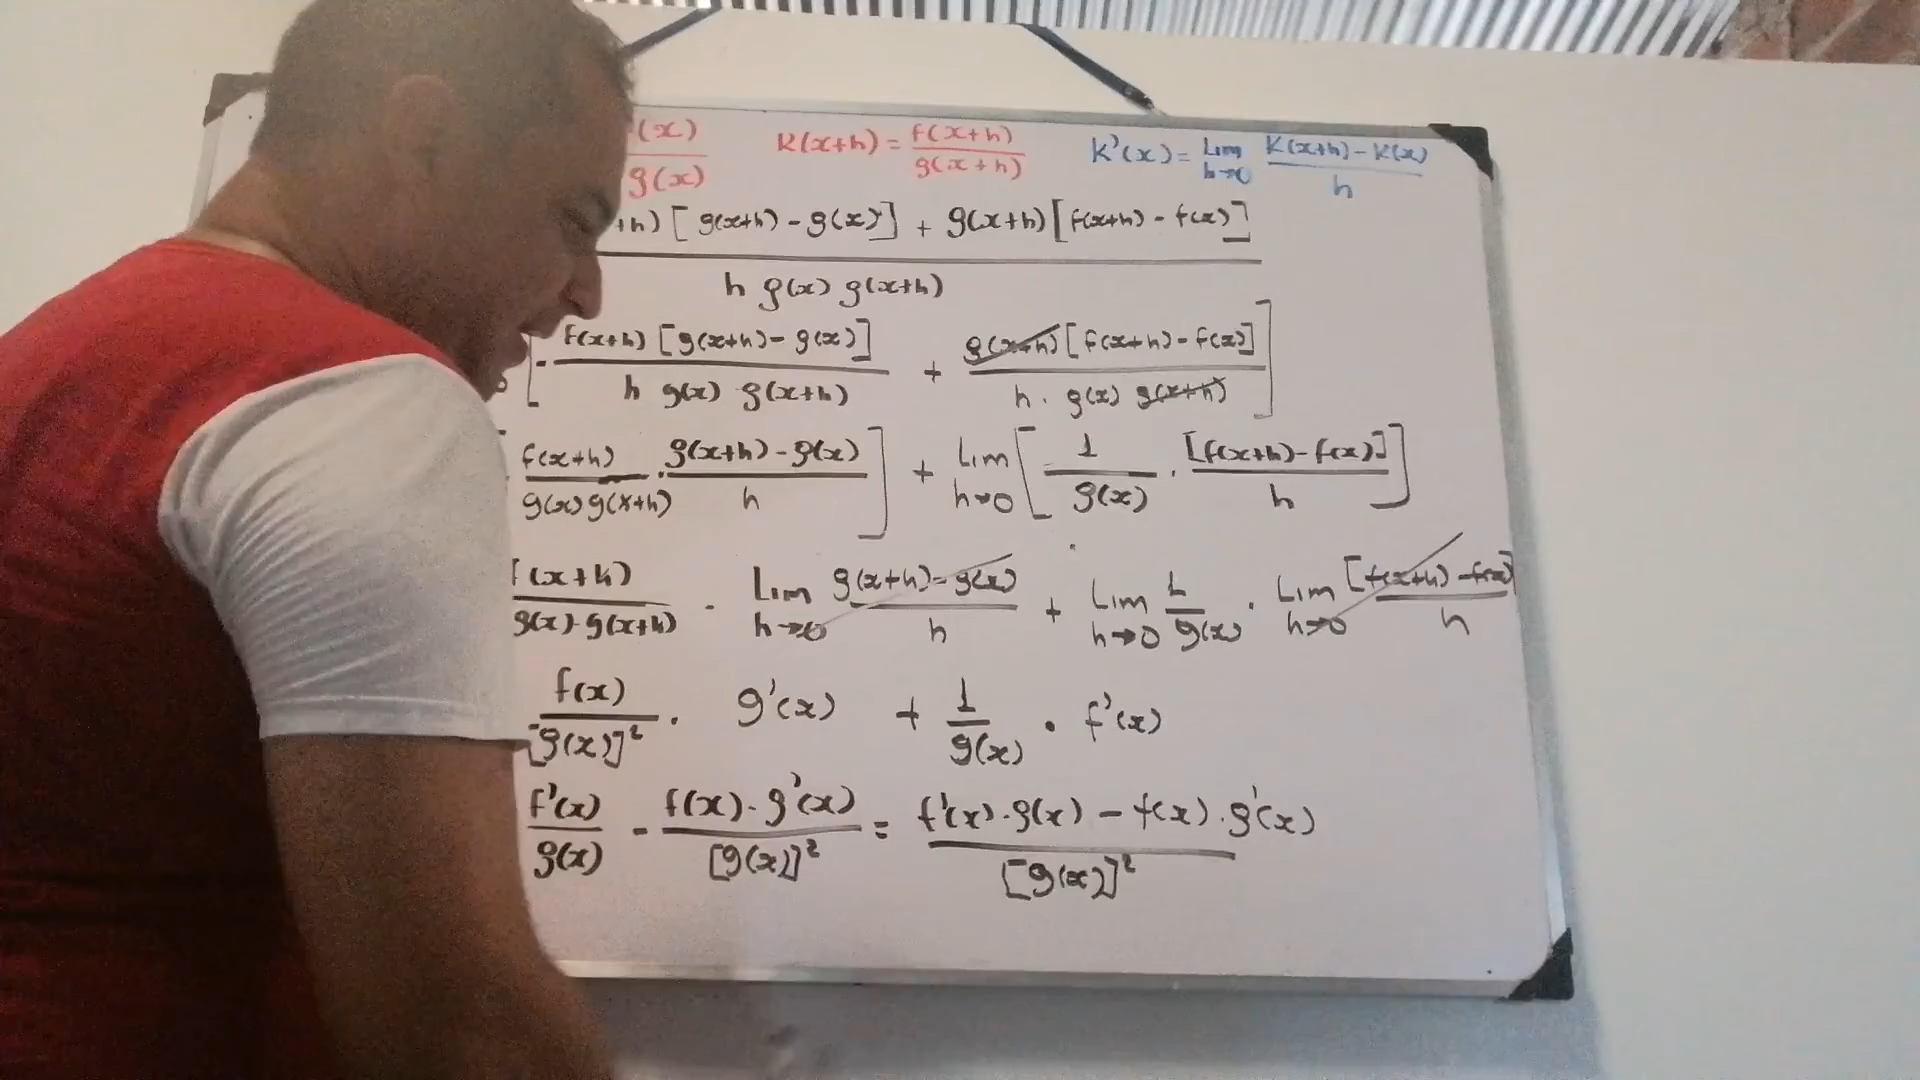 (x)/g(x) K(x+h) = f(x+h)/g(x+h) K'(x) = Lim h→0 K(x+h) - K(x)/h
+h) [g(x+h) - g(x)] + g(x+h) [f(x+h) - f(x)]
h g(x) g(x+h)
[- f(x+h) [g(x+h) - g(x)]/h g(x) g(x+h) + g(x+h) [f(x+h) - f(x)]/h · g(x) g(x+h)]
f(x+h)/g(x) g(x+h) · g(x+h) - g(x)/h] + Lim h→0 [1/g(x) · [f(x+h) - f(x)]/h]
f(x+h)/g(x) · g(x+h) · Lim h→0 g(x+h) - g(x)/h + Lim h→0 1/g(x) · Lim h→0 [f(x+h) - f(x)]/h
f(x)/[g(x)]² · g'(x) + 1/g(x) · f'(x)
f'(x)/g(x) - f(x) · g'(x)/[g(x)]² = f'(x) · g(x) - f(x) · g'(x)/[g(x)]²